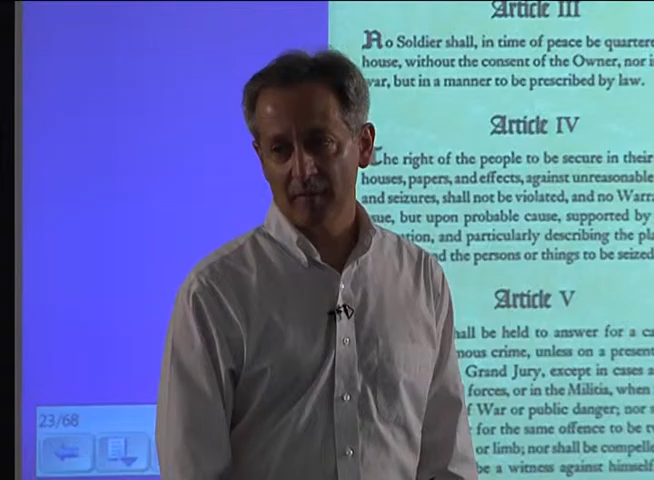 Article III
No Soldier shall, in time of peace be quartere
house, without the consent of the Owner, nor i
war, but in a manner to be prescribed by law.
Article IV
The right of the people to be secure in their
houses, papers, and effects, against unreasonable
and seizures, shall not be violated, and no Warra
sue, but upon probable cause, supported by
tion, and particularly describing the pla
d the persons or things to be seized
Article V
hall be held to answer for a ca
nous crime, unless on a present
Grand Jury, except in cases a
forces, or in the Militia, when
f War or public danger; nor s
for the same offence to be tw
or limb; nor shall be compelle
be a witness against himself
23/68